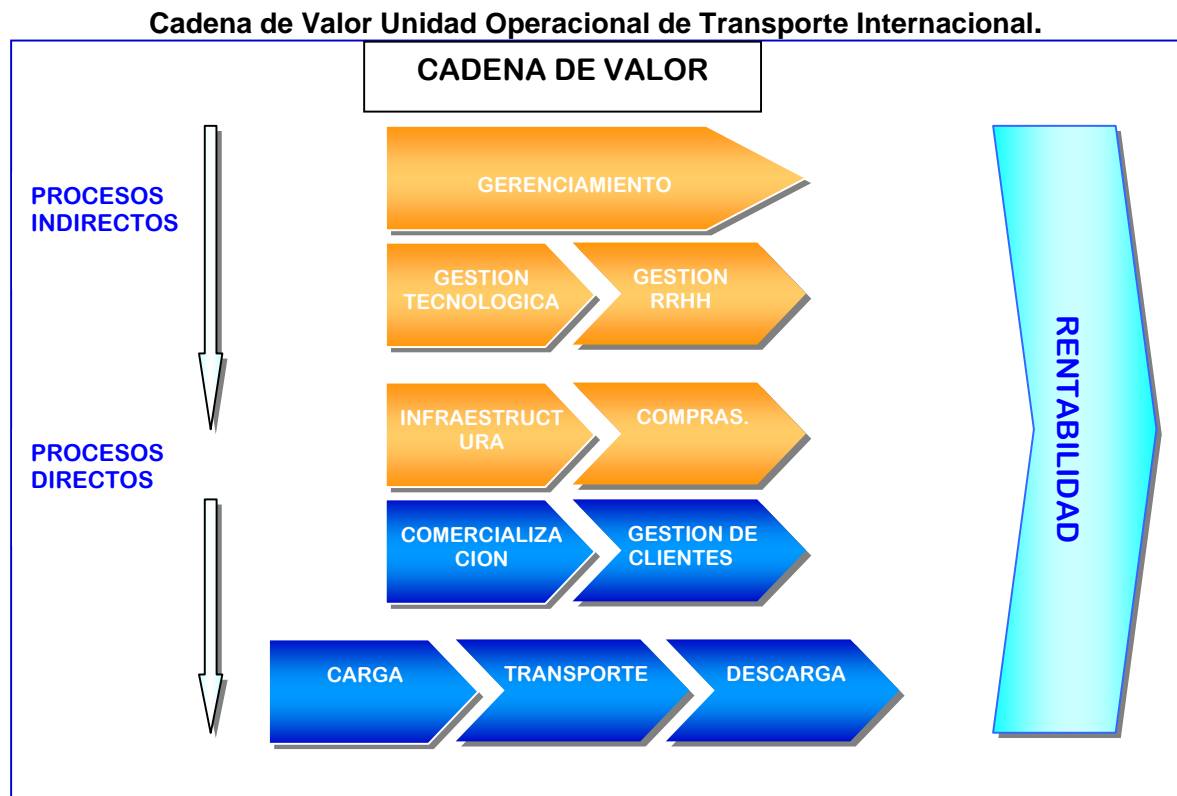 Cadena de Valor Unidad Operacional de Transporte Internacional.
CADENA DE VALOR
PROCESOS
INDIRECTOS
GERENCIAMIENTO
GESTION
TECNOLOGICA
GESTION
RRHH
INFRAESTRUCT
URA
COMPRAS.
PROCESOS
DIRECTOS
COMERCIALIZA
CION
GESTION DE
CLIENTES
CARGA
TRANSPORTE
DESCARGA
RENTABILIDAD